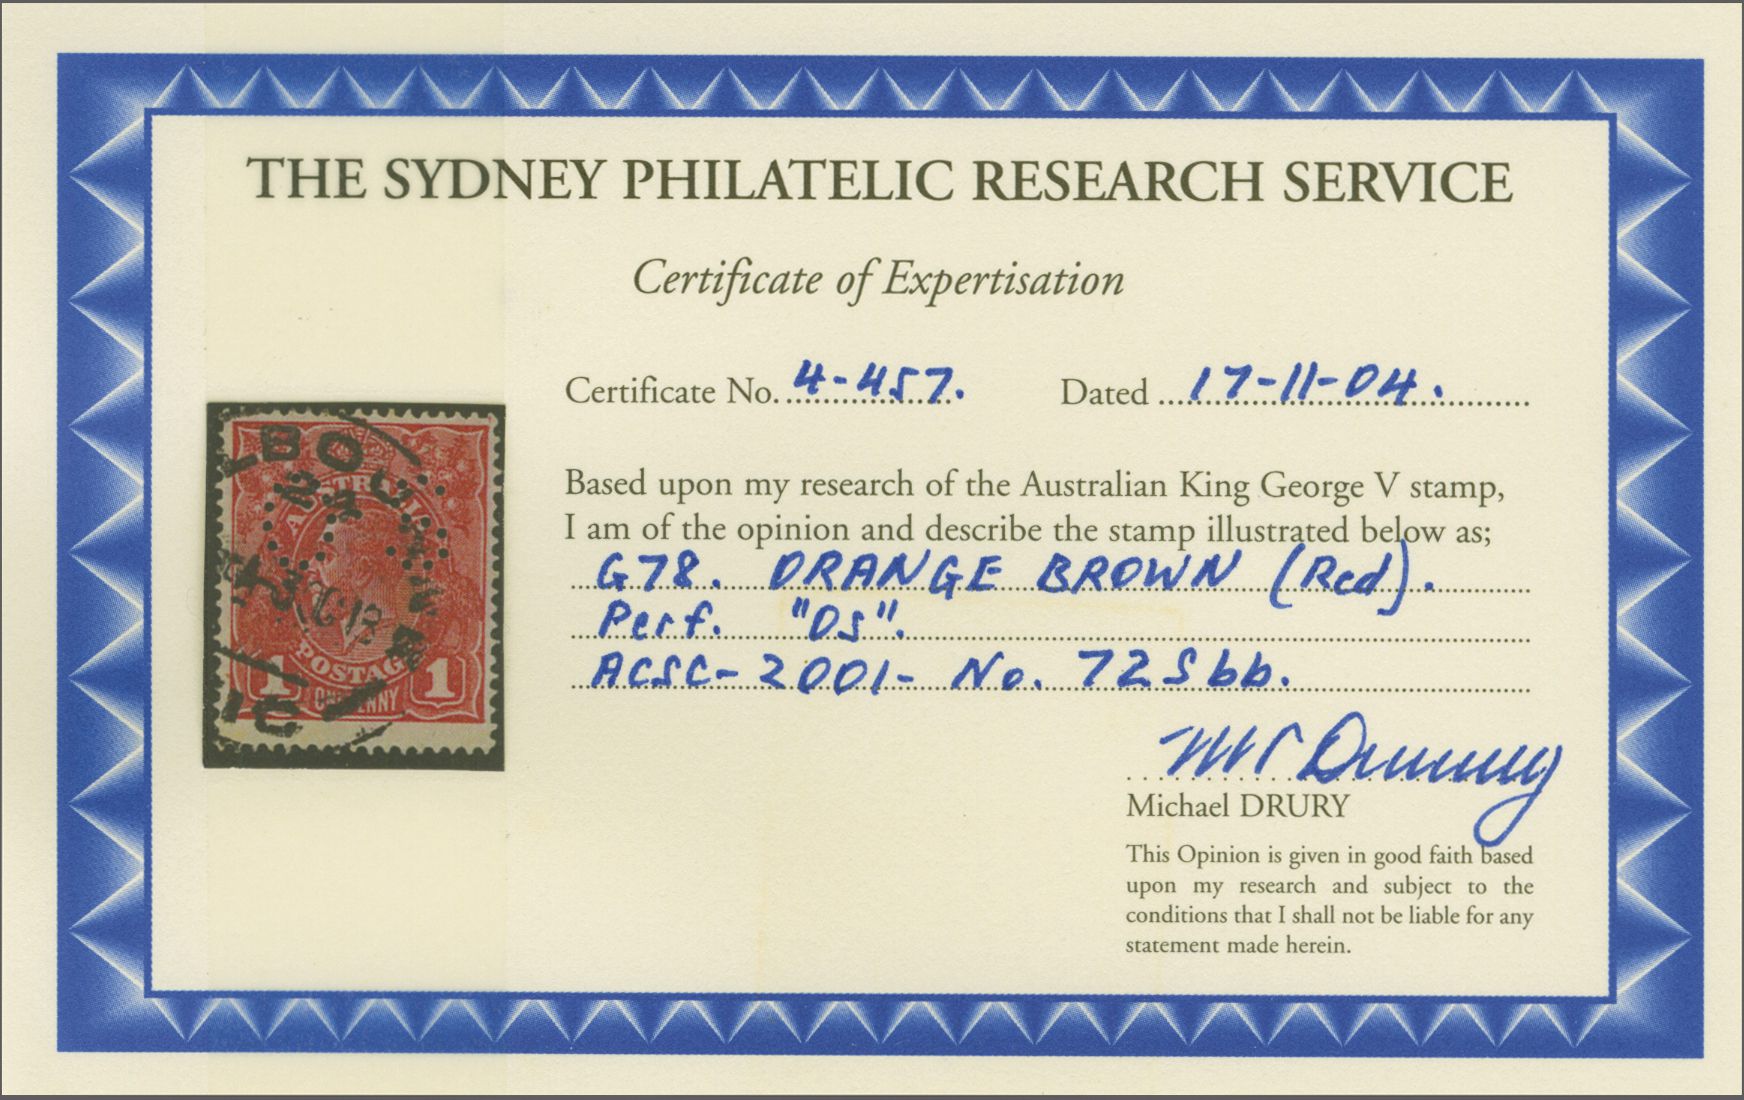 THE SYDNEY PHILATELIC RESEARCH SERVICE
Certificate of Expertisation
Certificate No. 4-457.
Dated 17-11-04.
Based upon my research of the Australian King George V stamp,
I am of the opinion and describe the stamp illustrated below as;
G78. ORANGE BROWN (Red).
Perf. "OS".
ACSC-2001- No. 72Sbb.
BOU
AUSTRALIA
POSTAGE
1
ONE PENNY
1
Michael DRURY
This Opinion is given in good faith based
upon my research and subject to the
conditions that I shall not be liable for any
statement made herein.